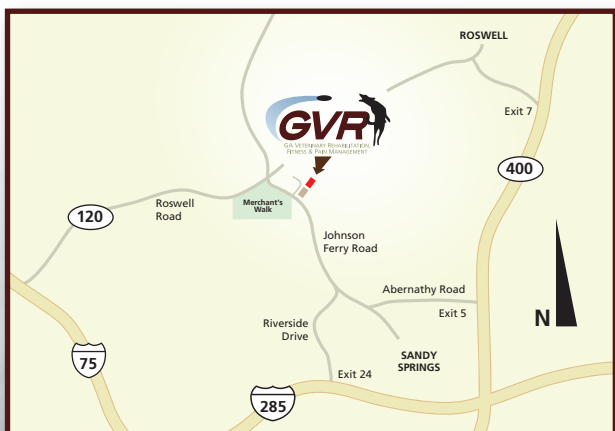 ROSWELL
Exit 7
GVR
GA VETERINARY REHABILITATION,
FITNESS & PAIN MANAGEMENT
400
120
Roswell
Road
Merchant's
Walk
Johnson
Ferry Road
Abernathy Road
Exit 5
N
Riverside
Drive
SANDY
SPRINGS
75
Exit 24
285